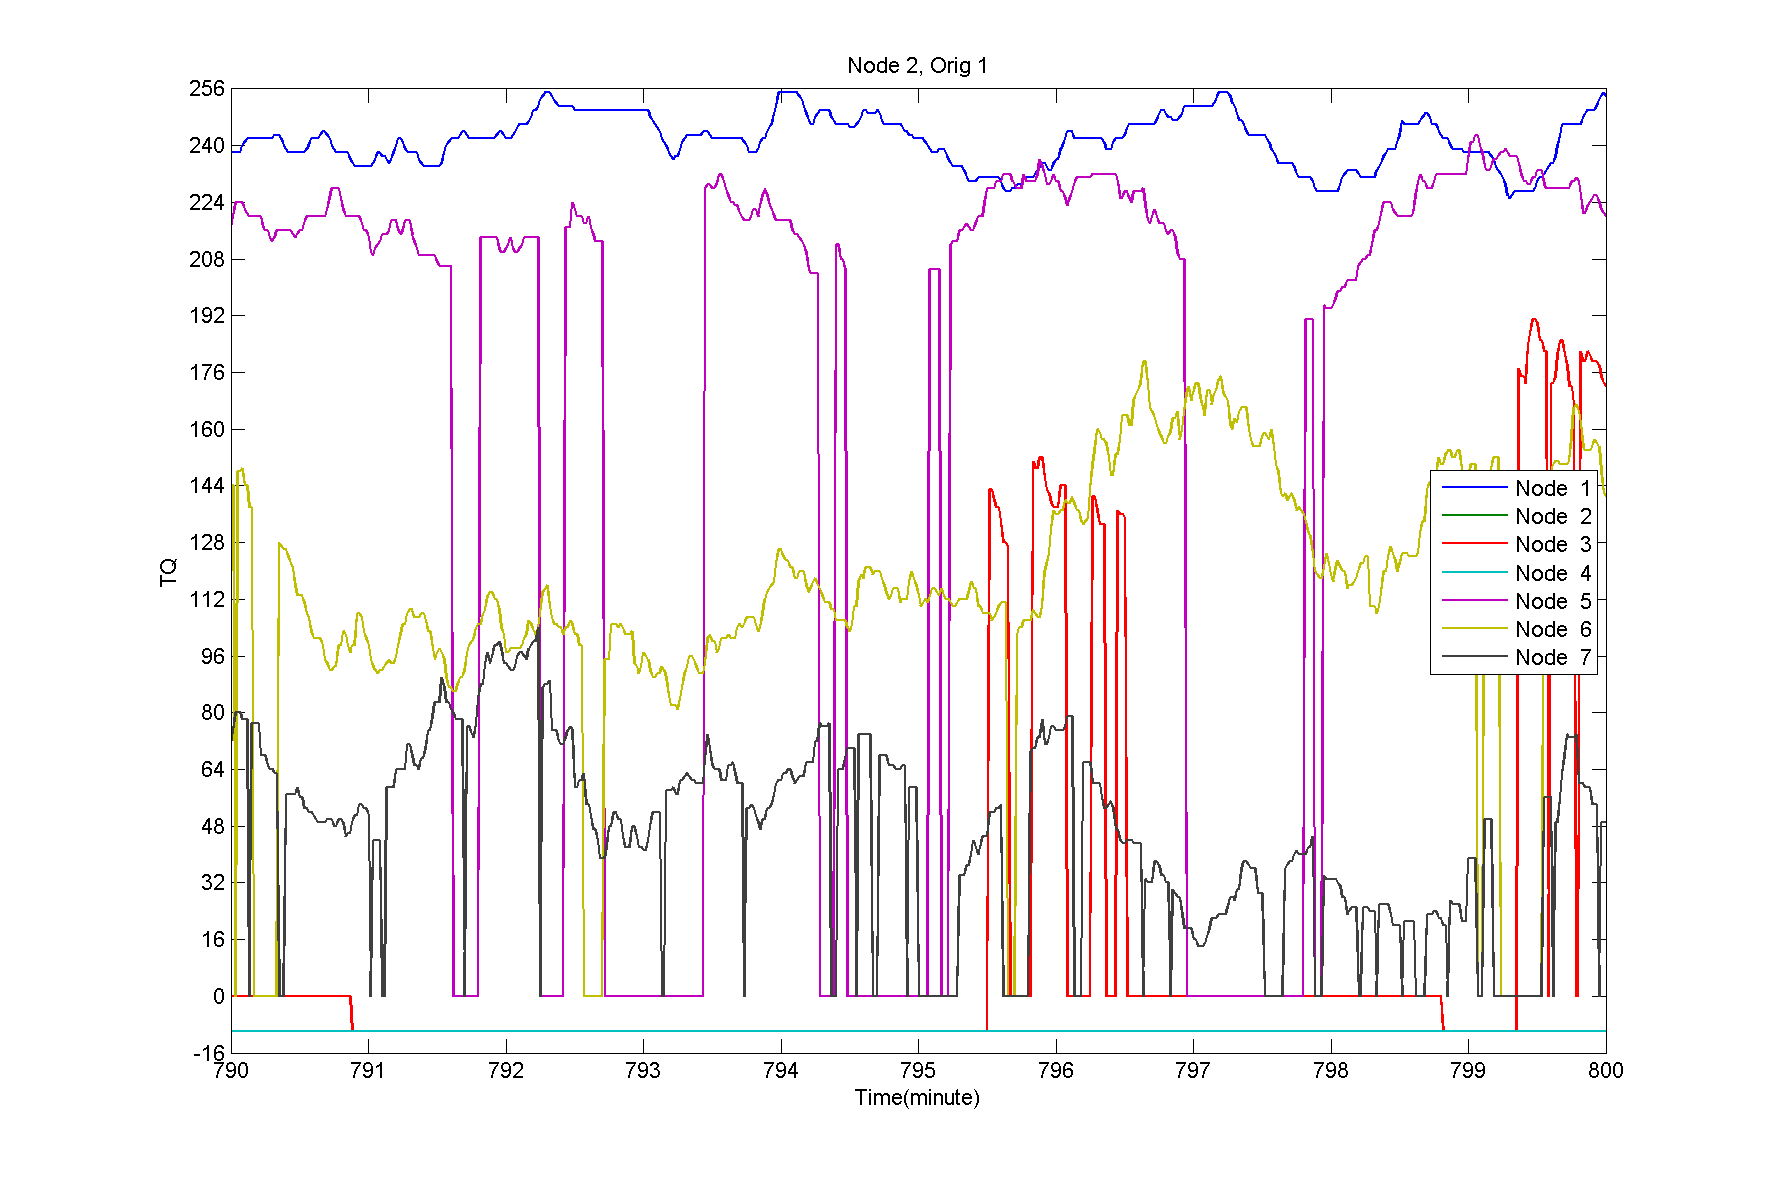 Node 2, Orig 1
256
240
224
208
192
176
160
144
128
112
96
80
64
48
32
16
0
-16
TQ
Node 1
Node 2
Node 3
Node 4
Node 5
Node 6
Node 7
790 791 792 793 794 795 796 797 798 799 800
Time(minute)